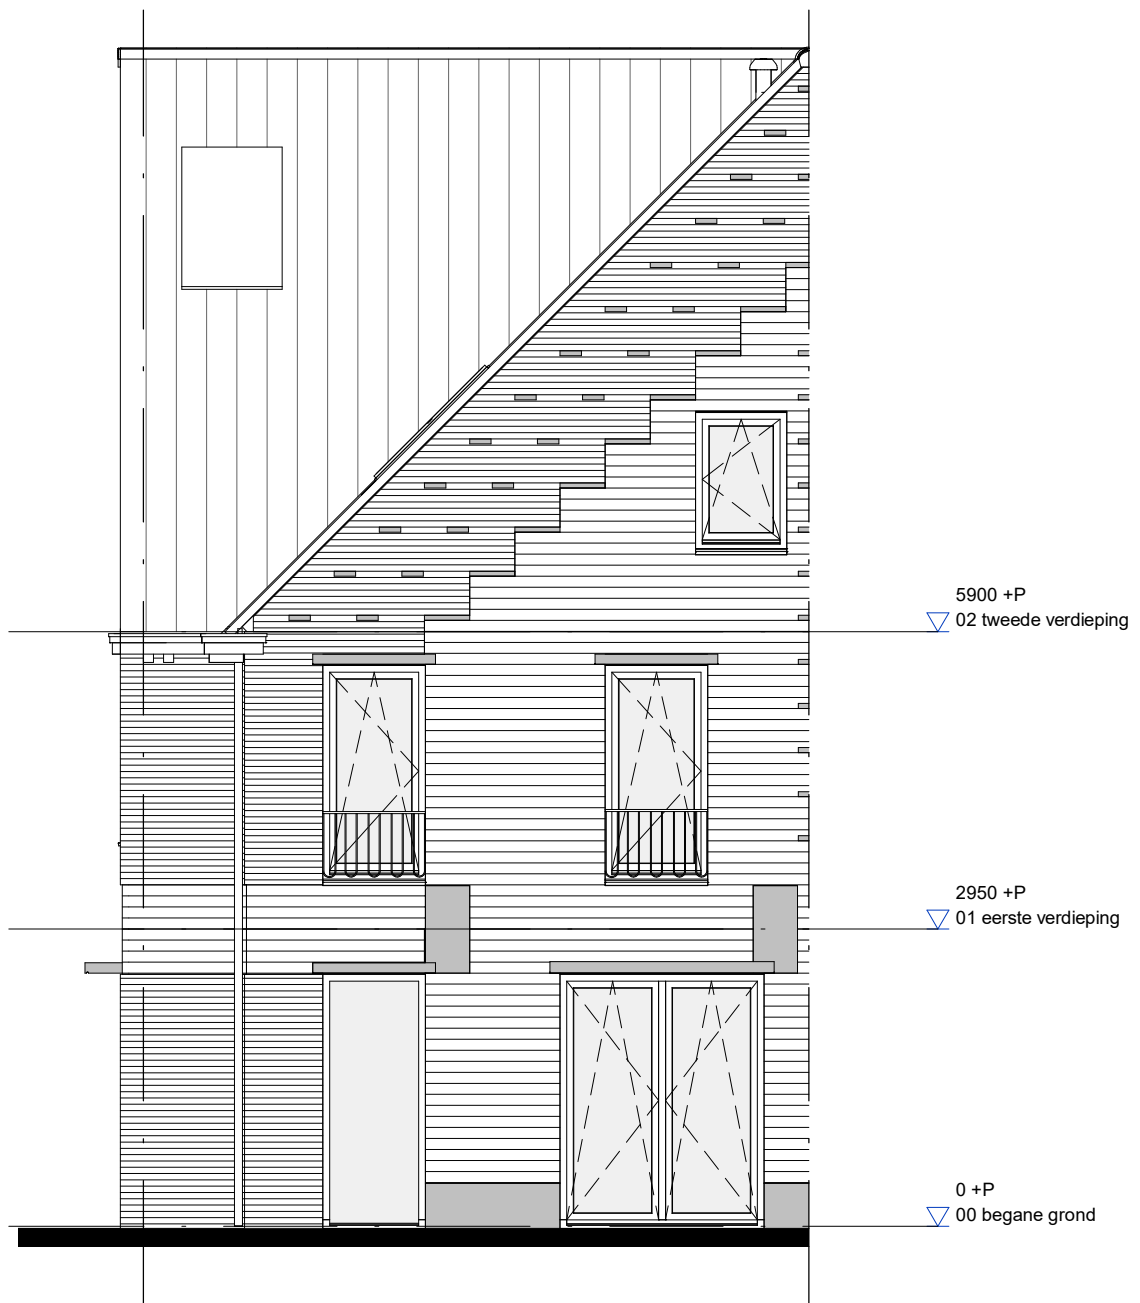 5900 +P
02 tweede verdieping
2950 +P
01 eerste verdieping
0 +P
00 begane grond